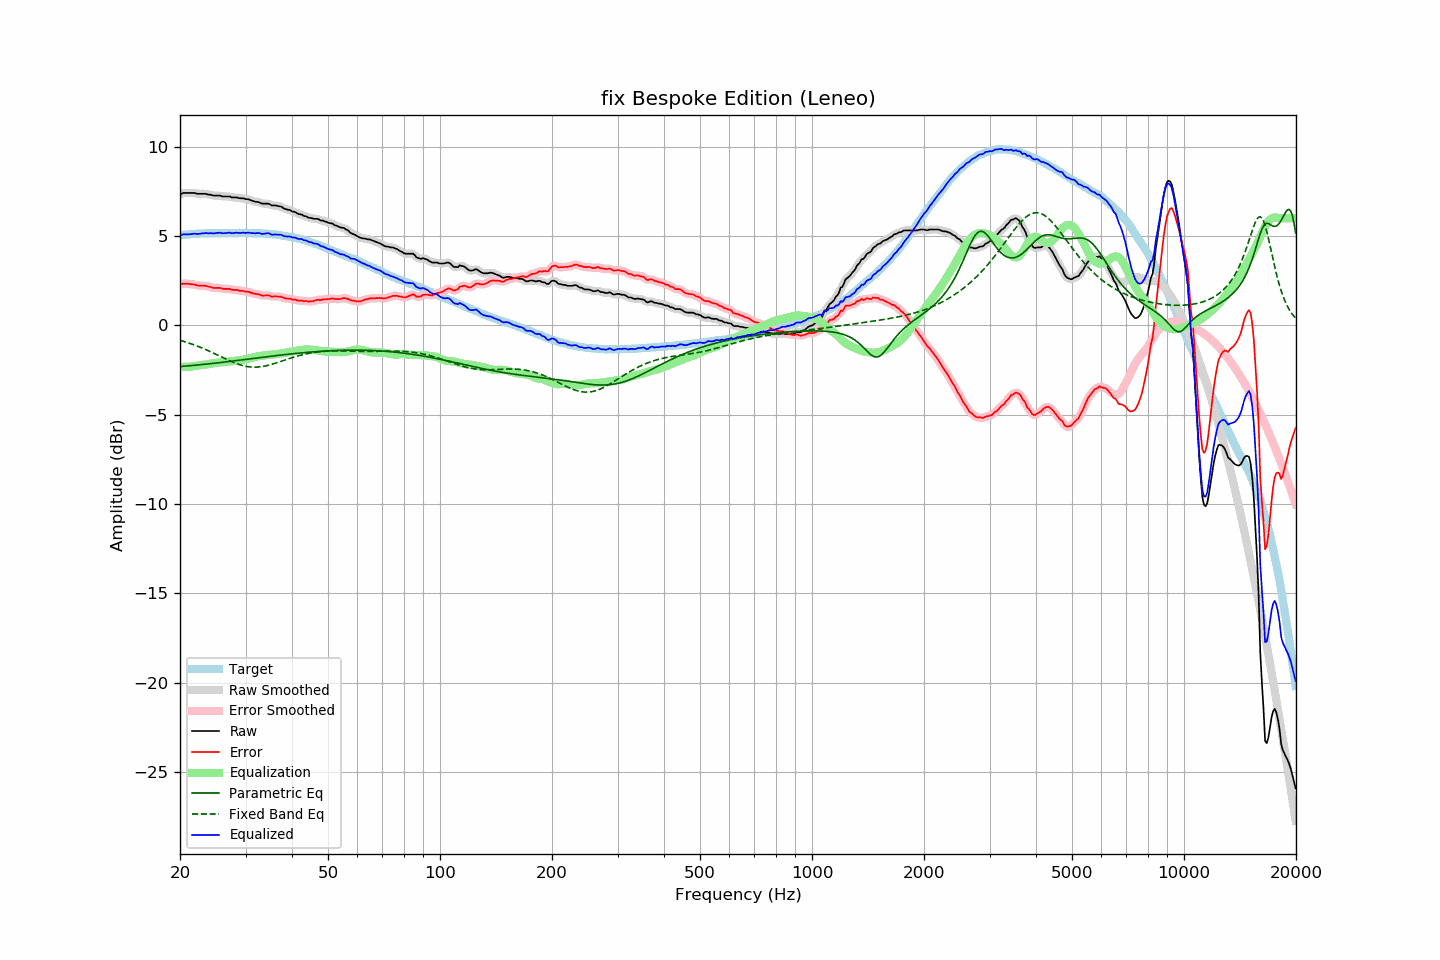 fix Bespoke Edition (Leneo)
10
5
0
−5
−10
−15
−20
−25
Amplitude (dBr)
Target
Raw Smoothed
Error Smoothed
Raw
Error
Equalization
Parametric Eq
Fixed Band Eq
Equalized
20 50 100 200 500 1000 2000 5000 10000 20000
Frequency (Hz)